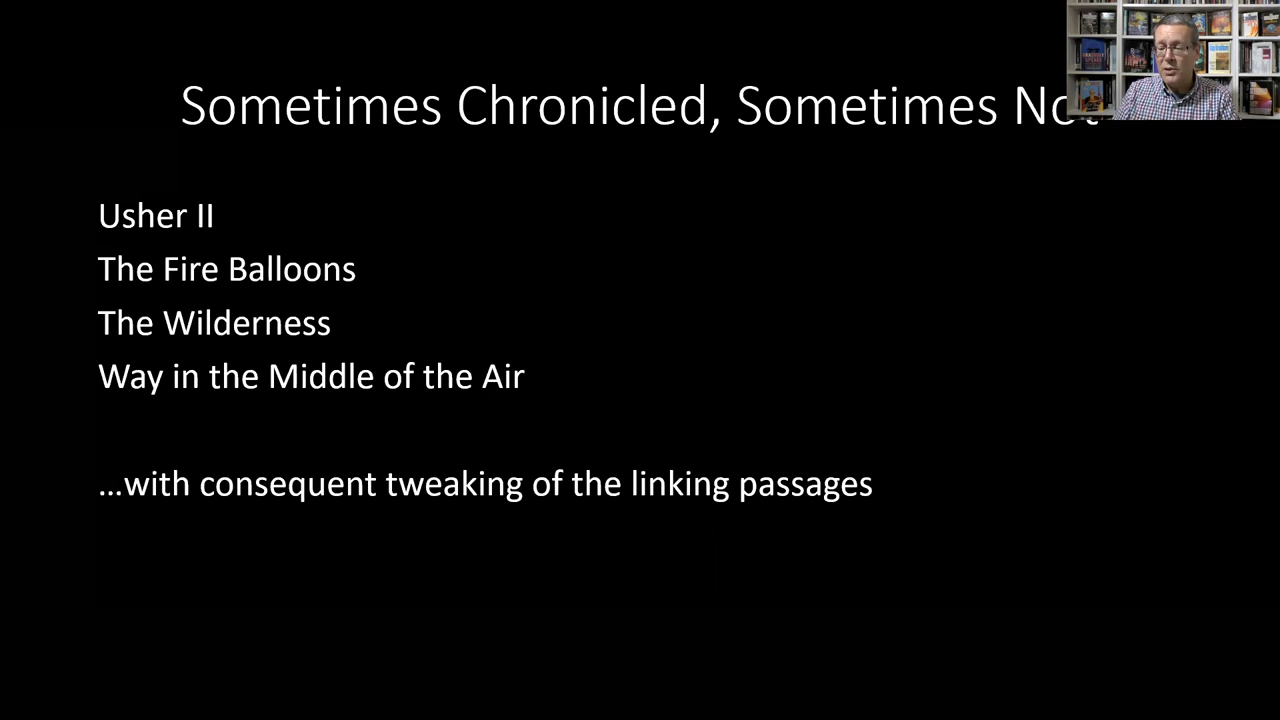 Sometimes Chronicled, Sometimes Not
Usher II
The Fire Balloons
The Wilderness
Way in the Middle of the Air
…with consequent tweaking of the linking passages